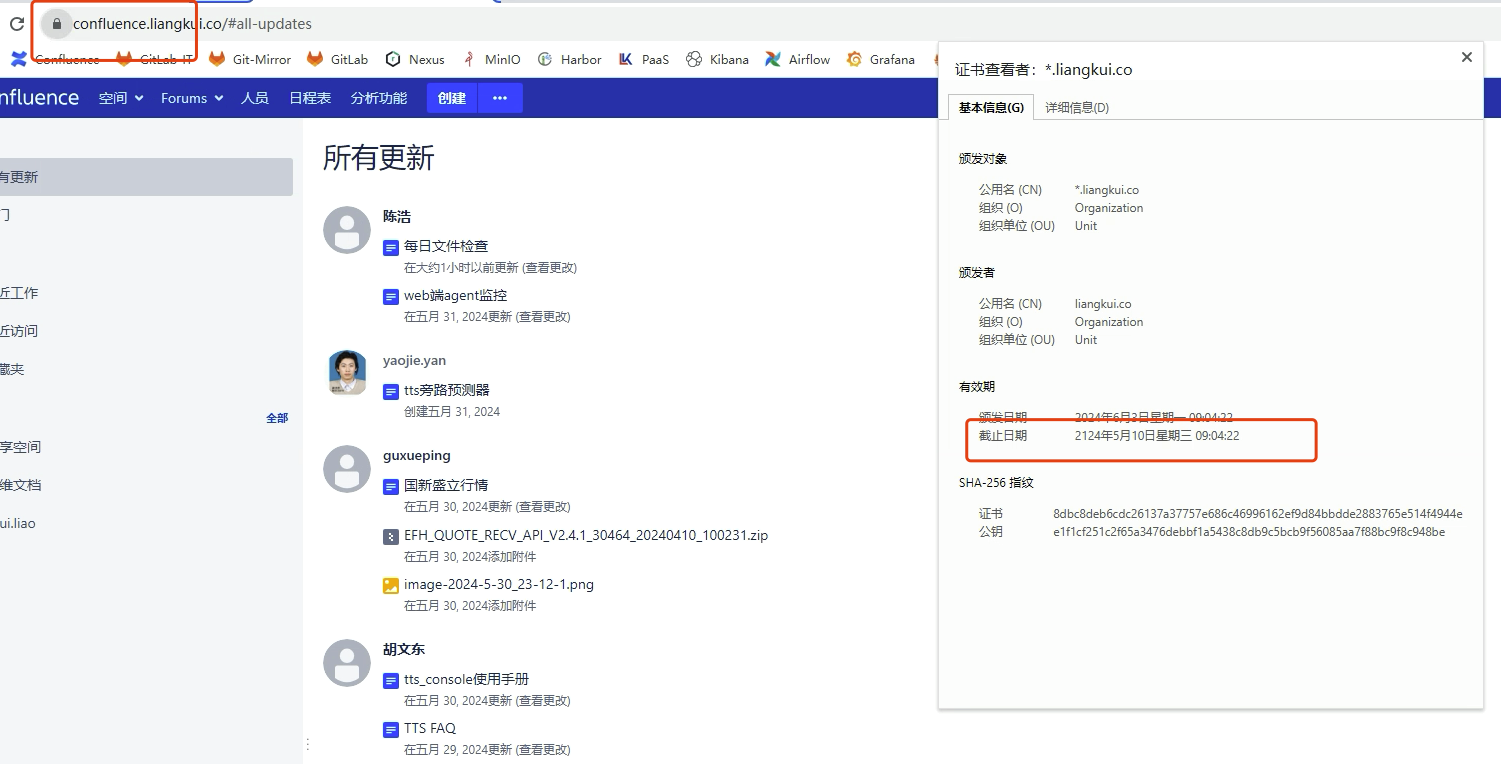 confluence.liangkui.co/#all-updates
Confluence GitLab IT Git-Mirror GitLab Nexus MinIO Harbor PaaS Kibana Airflow Grafana
nfluence 空间 Forums 人员 日程表 分析功能 创建 ...
有更新
门
近工作
近访问
藏夹
全部
享空间
维文档
ui.liao
所有更新
陈浩
每日文件检查
在大约1小时以前更新 (查看更改)
web端agent监控
在五月 31, 2024更新 (查看更改)
yaojie.yan
tts旁路预测器
创建五月 31, 2024
guxueping
国新盛立行情
在五月 30, 2024更新 (查看更改)
EFH_QUOTE_RECV_API_V2.4.1_30464_20240410_100231.zip
在五月 30, 2024添加附件
image-2024-5-30_23-12-1.png
在五月 30, 2024添加附件
胡文东
tts_console使用手册
在五月 30, 2024更新 (查看更改)
TTS FAQ
在五月 29, 2024更新 (查看更改)
证书查看者: *.liangkui.co
基本信息(G) 详细信息(D)
颁发对象
公用名 (CN) *.liangkui.co
组织 (O) Organization
组织单位 (OU) Unit
颁发者
公用名 (CN) liangkui.co
组织 (O) Organization
组织单位 (OU) Unit
有效期
颁发日期 2024年6月3日星期一 09:04:22
截止日期 2124年5月10日星期三 09:04:22
SHA-256 指纹
证书 8dbc8deb6cdc26137a37757e686c46996162ef9d84bbdde2883765e514f4944e
公钥 e1f1cf251c2f65a3476debbf1a5438c8db9c5bcb9f56085aa7f88bc9f8c948be